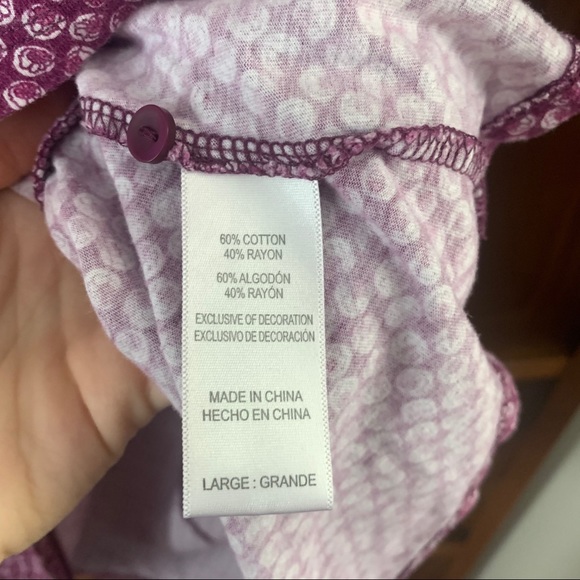 60% COTTON
40% RAYON
60% ALGODÓN
40% RAYÓN
EXCLUSIVE OF DECORATION
EXCLUSIVO DE DECORACIÓN
MADE IN CHINA
HECHO EN CHINA
LARGE : GRANDE